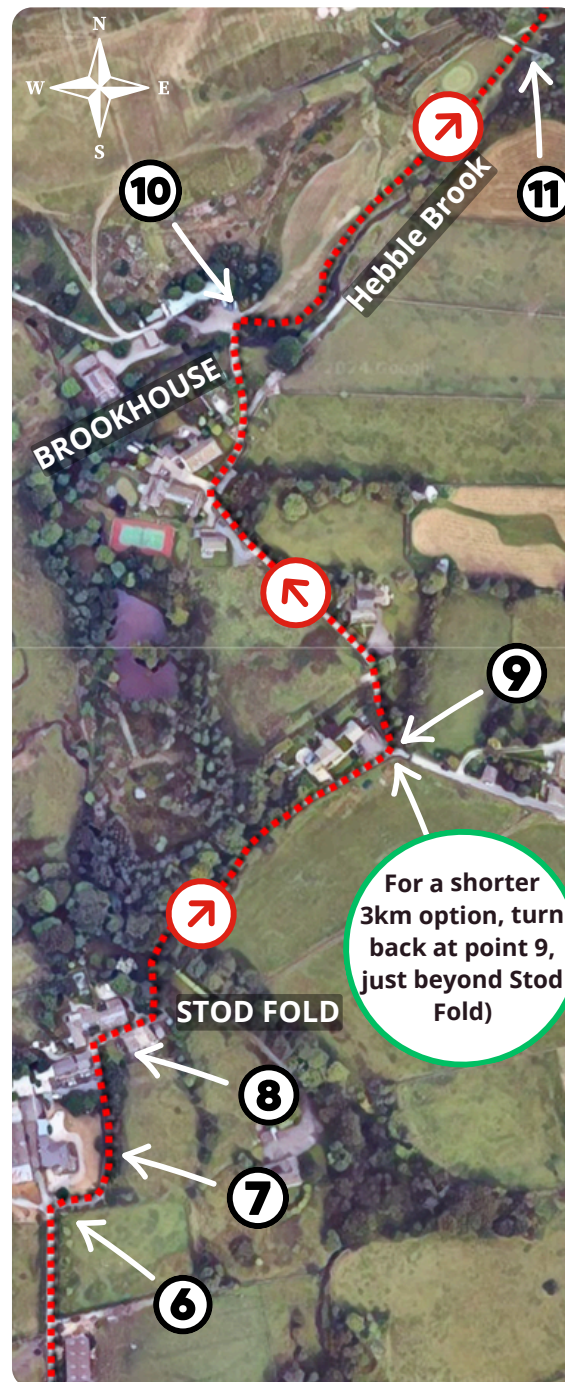 N
W E
S
10
11
Hebble Brook
BROOKHOUSE
9
For a shorter
3km option, turn
back at point 9,
just beyond Stod
Fold)
STOD FOLD
8
7
6